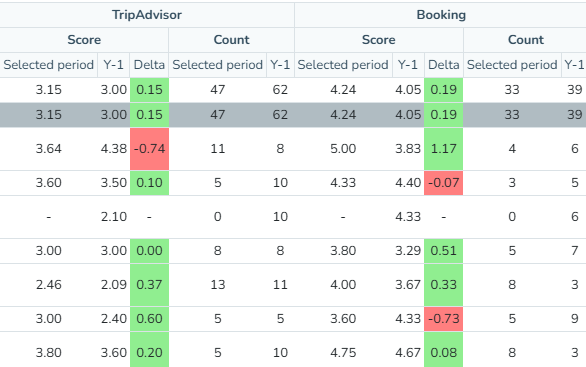 TripAdvisor Booking
Score Count Score Count
Selected period Y-1 Delta Selected period Y-1 Selected period Y-1 Delta Selected period Y-1
3.15 3.00 0.15 47 62 4.24 4.05 0.19 33 39
3.15 3.00 0.15 47 62 4.24 4.05 0.19 33 39
3.64 4.38 -0.74 11 8 5.00 3.83 1.17 4 6
3.60 3.50 0.10 5 10 4.33 4.40 -0.07 3 5
- 2.10 - 0 10 - 4.33 - 0 6
3.00 3.00 0.00 8 8 3.80 3.29 0.51 5 7
2.46 2.09 0.37 13 11 4.00 3.67 0.33 8 3
3.00 2.40 0.60 5 5 3.60 4.33 -0.73 5 9
3.80 3.60 0.20 5 10 4.75 4.67 0.08 8 3